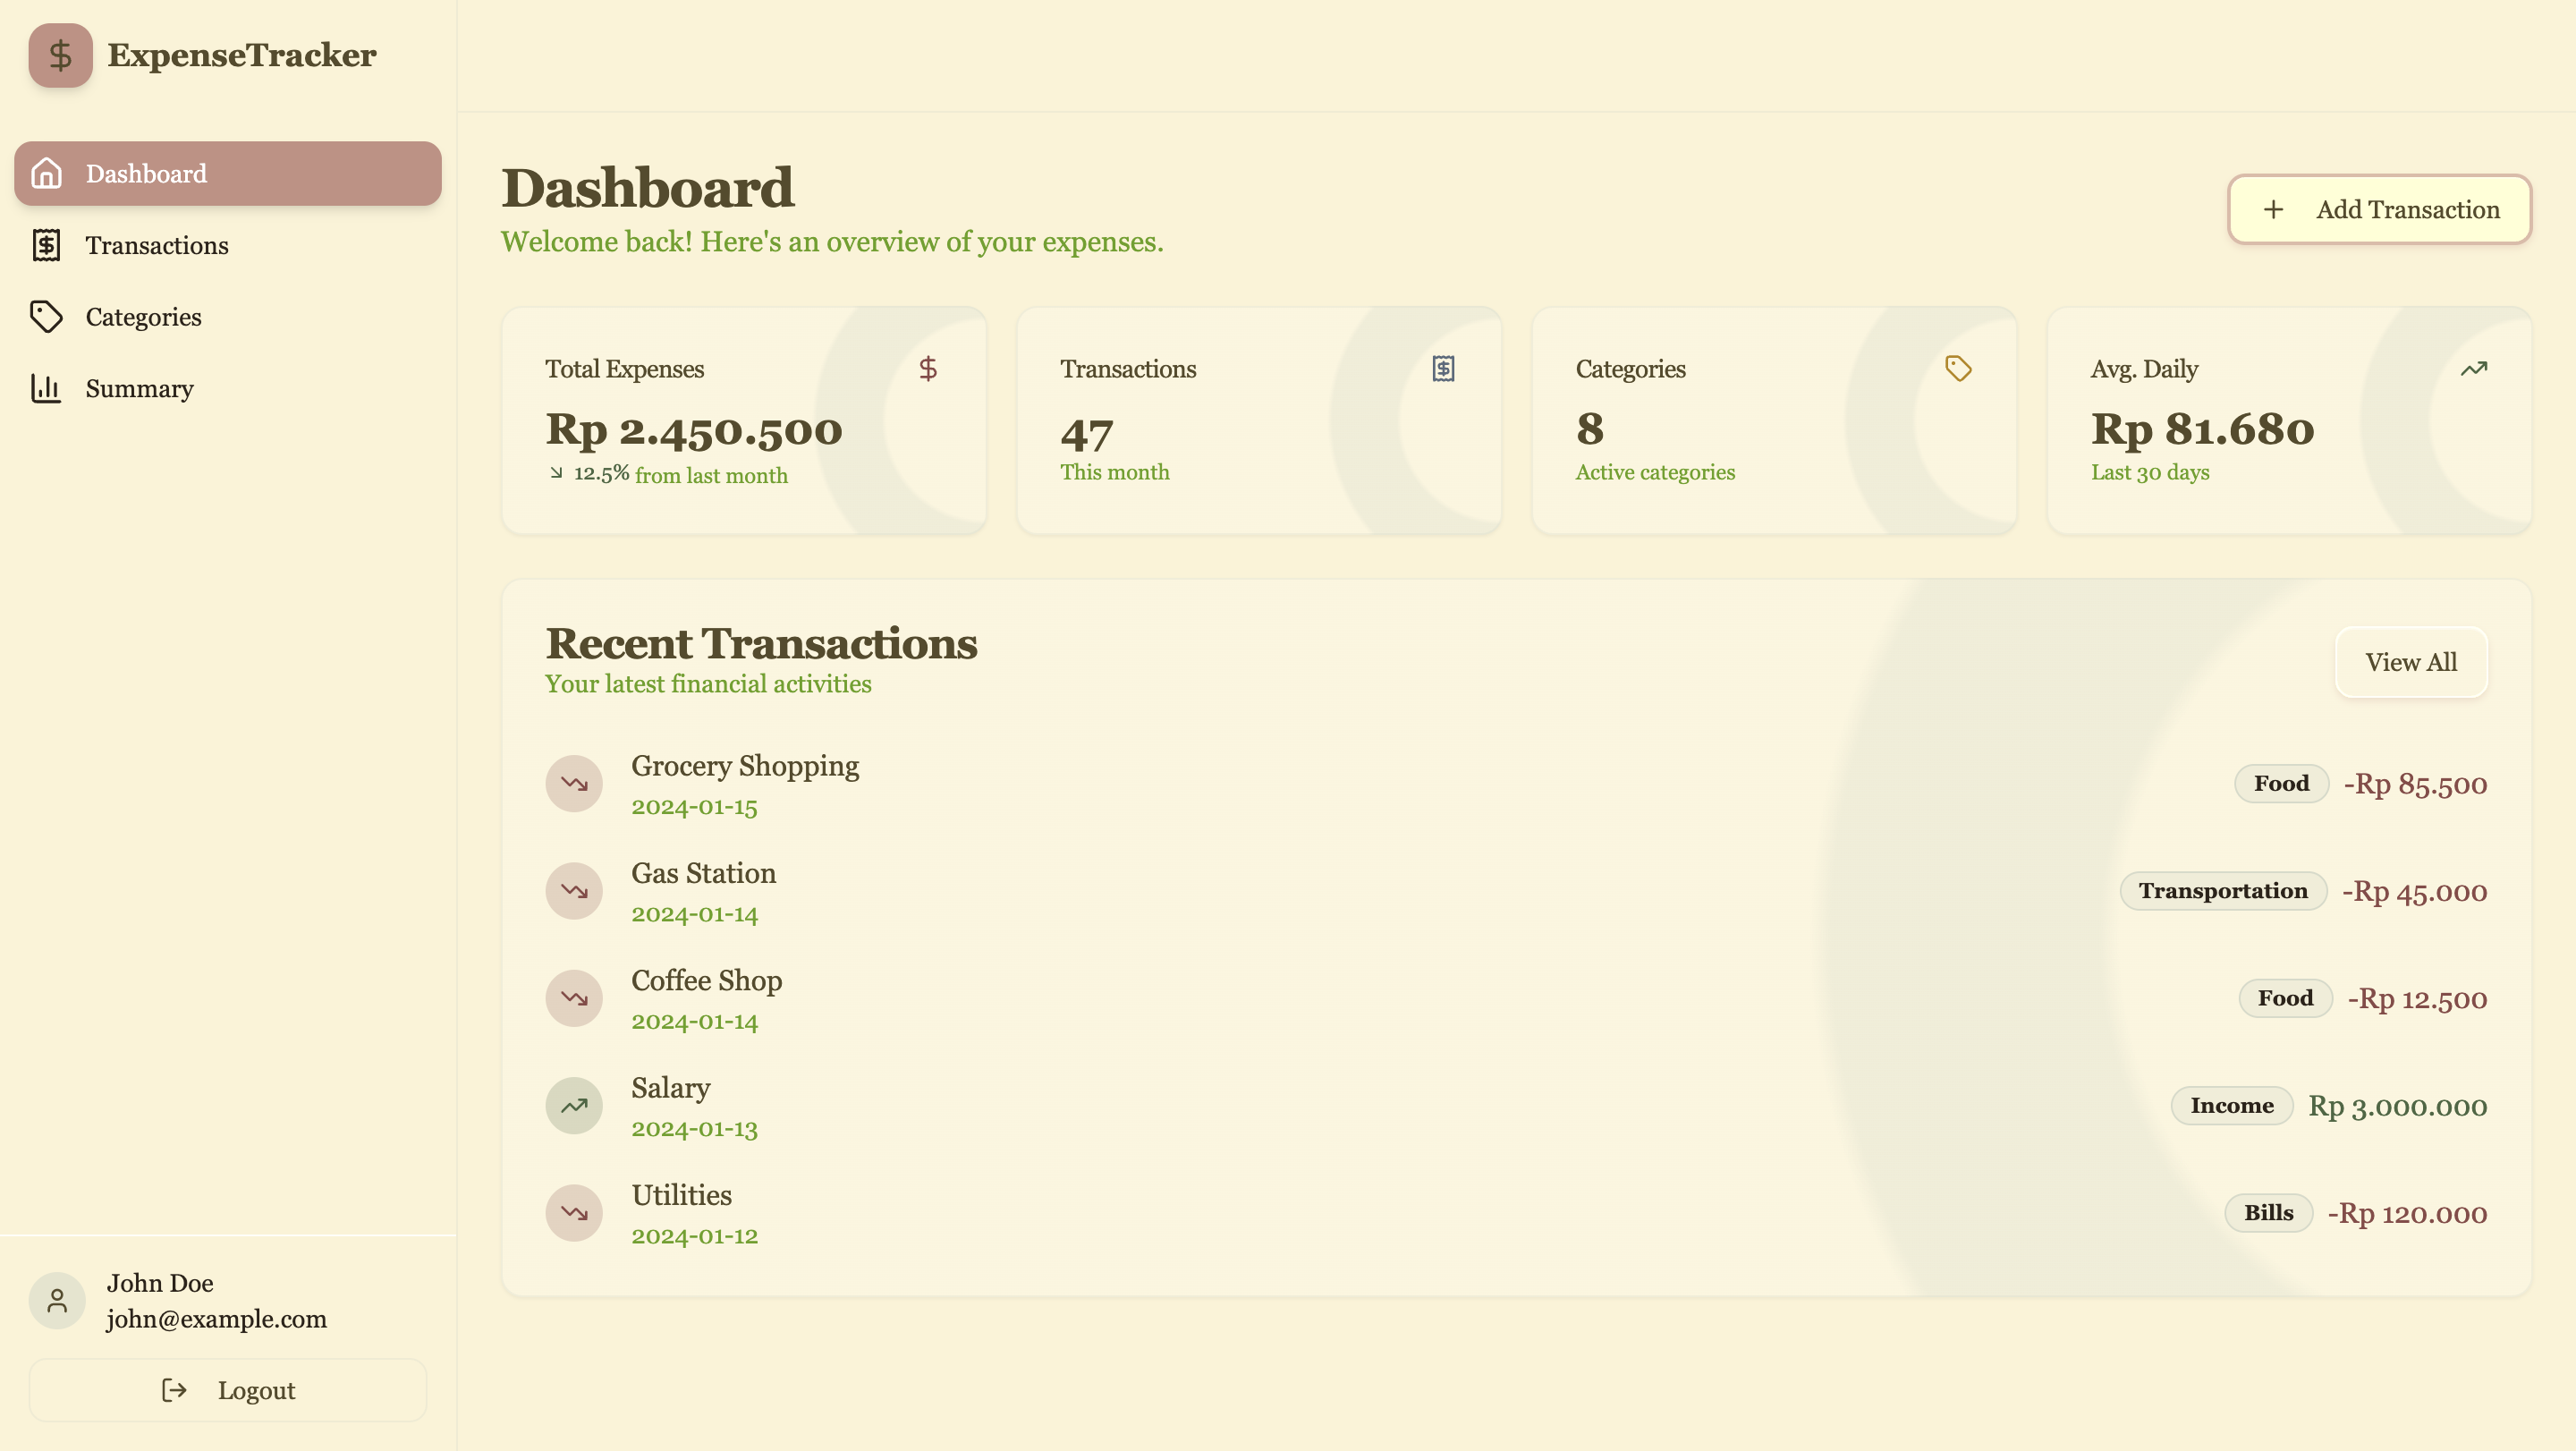 ExpenseTracker
Dashboard
Transactions
Categories
Summary
John Doe
john@example.com
Logout
Dashboard
Welcome back! Here's an overview of your expenses.
Add Transaction
Total Expenses
Rp 2.450.500
12.5% from last month
Transactions
47
This month
Categories
8
Active categories
Avg. Daily
Rp 81.680
Last 30 days
Recent Transactions
Your latest financial activities
View All
Grocery Shopping
2024-01-15
Food -Rp 85.500
Gas Station
2024-01-14
Transportation -Rp 45.000
Coffee Shop
2024-01-14
Food -Rp 12.500
Salary
2024-01-13
Income Rp 3.000.000
Utilities
2024-01-12
Bills -Rp 120.000